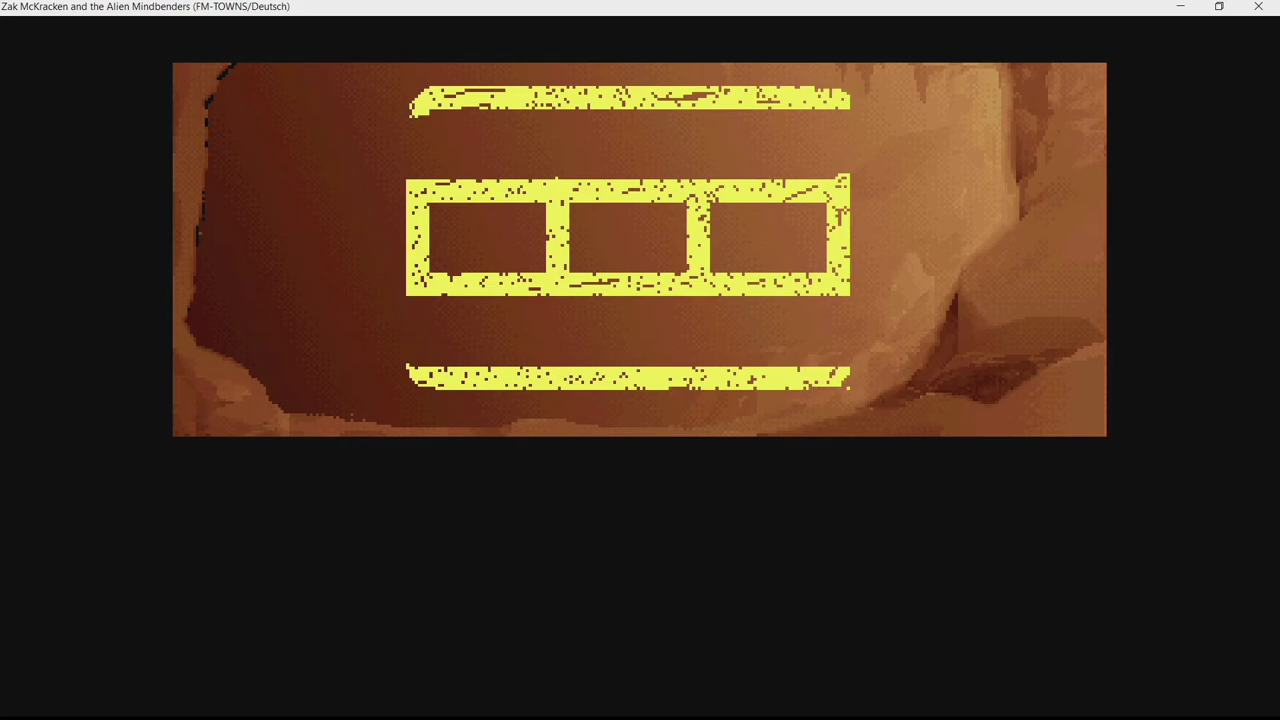 Zak McKracken and the Alien Mindbenders (FM-TOWNS/Deutsch)